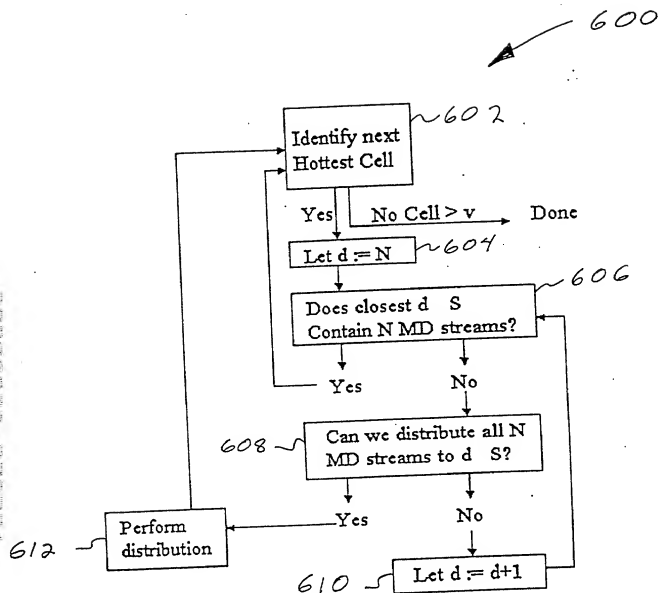 600
602
Identify next
Hottest Cell
Yes
No Cell > v
Done
604
Let d := N
606
Does closest d S
Contain N MD streams?
Yes
No
608
Can we distribute all N
MD streams to d S?
Yes
No
612
Perform
distribution
610
Let d := d+1